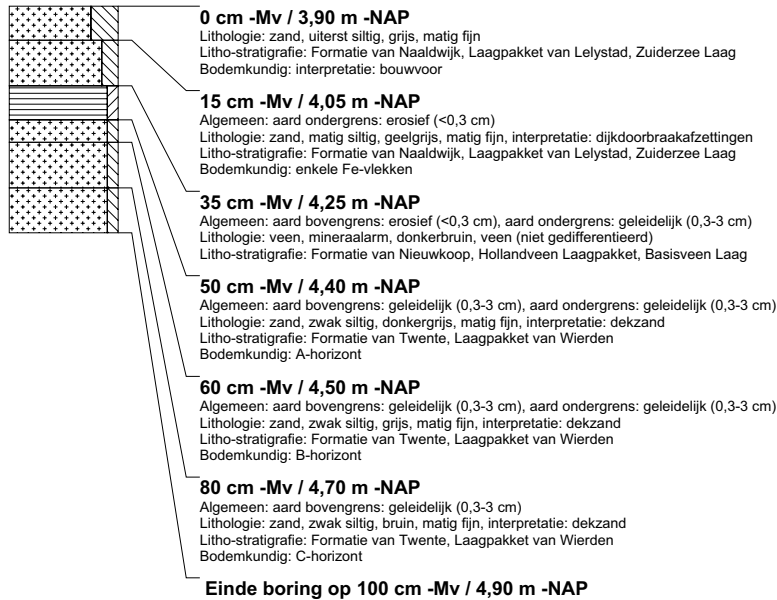 0 cm -Mv / 3,90 m -NAP
Lithologie: zand, uiterst siltig, grijs, matig fijn
Litho-stratigrafie: Formatie van Naaldwijk, Laagpakket van Lelystad, Zuiderzee Laag
Bodemkundig: interpretatie: bouwvoor
15 cm -Mv / 4,05 m -NAP
Algemeen: aard ondergrens: erosief (<0,3 cm)
Lithologie: zand, matig siltig, geelgrijs, matig fijn, interpretatie: dijkdoorbraakafzettingen
Litho-stratigrafie: Formatie van Naaldwijk, Laagpakket van Lelystad, Zuiderzee Laag
Bodemkundig: enkele Fe-vlekken
35 cm -Mv / 4,25 m -NAP
Algemeen: aard bovengrens: erosief (<0,3 cm), aard ondergrens: geleidelijk (0,3-3 cm)
Lithologie: veen, mineraalarm, donkerbruin, veen (niet gedifferentieerd)
Litho-stratigrafie: Formatie van Nieuwkoop, Hollandveen Laagpakket, Basisveen Laag
50 cm -Mv / 4,40 m -NAP
Algemeen: aard bovengrens: geleidelijk (0,3-3 cm), aard ondergrens: geleidelijk (0,3-3 cm)
Lithologie: zand, zwak siltig, donkergrijs, matig fijn, interpretatie: dekzand
Litho-stratigrafie: Formatie van Twente, Laagpakket van Wierden
Bodemkundig: A-horizont
60 cm -Mv / 4,50 m -NAP
Algemeen: aard bovengrens: geleidelijk (0,3-3 cm), aard ondergrens: geleidelijk (0,3-3 cm)
Lithologie: zand, zwak siltig, grijs, matig fijn, interpretatie: dekzand
Litho-stratigrafie: Formatie van Twente, Laagpakket van Wierden
Bodemkundig: B-horizont
80 cm -Mv / 4,70 m -NAP
Algemeen: aard bovengrens: geleidelijk (0,3-3 cm)
Lithologie: zand, zwak siltig, bruin, matig fijn, interpretatie: dekzand
Litho-stratigrafie: Formatie van Twente, Laagpakket van Wierden
Bodemkundig: C-horizont
Einde boring op 100 cm -Mv / 4,90 m -NAP